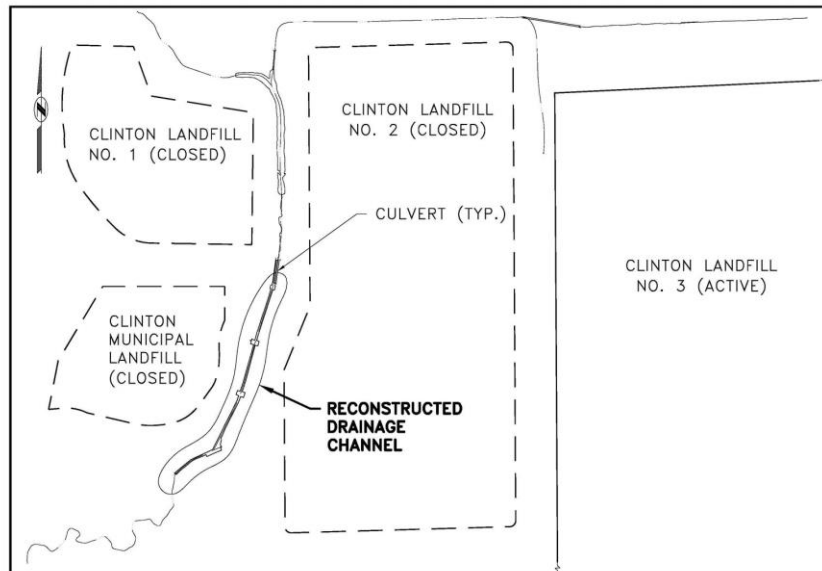 CLINTON LANDFILL
NO. 1 (CLOSED)
CLINTON LANDFILL
NO. 2 (CLOSED)
CULVERT (TYP.)
CLINTON LANDFILL
NO. 3 (ACTIVE)
CLINTON
MUNICIPAL
LANDFILL
(CLOSED)
RECONSTRUCTED
DRAINAGE
CHANNEL